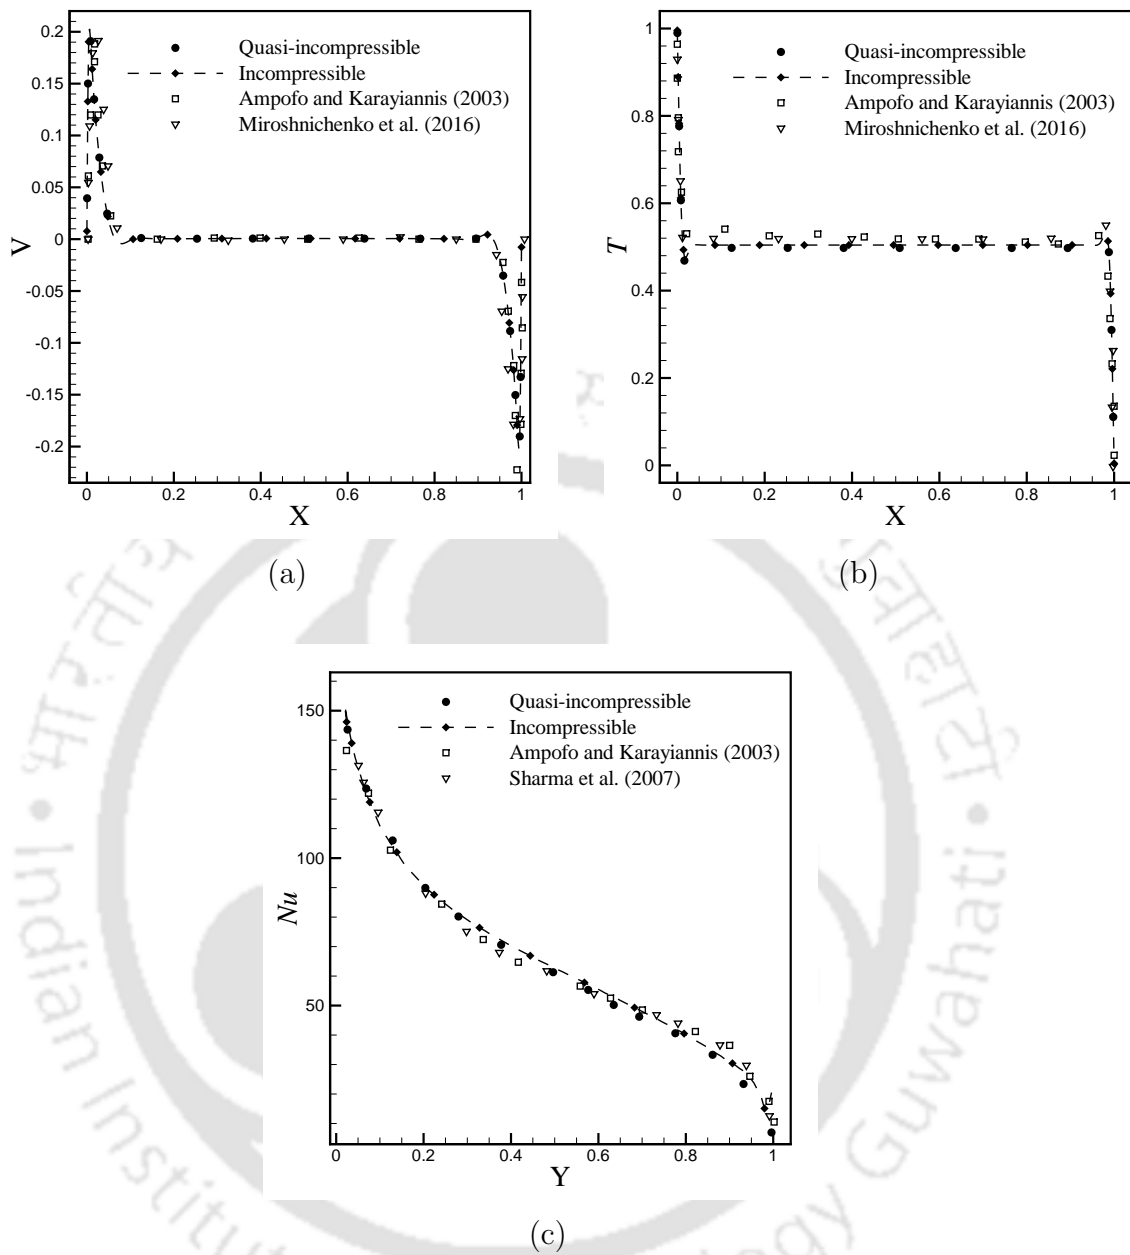 0.2
0.15
0.1
0.05
0
-0.05
-0.1
-0.15
-0.2
V
0 0.2 0.4 0.6 0.8 1
X
Quasi-incompressible
Incompressible
Ampofo and Karayiannis (2003)
Miroshnichenko et al. (2016)
(a)
1
0.8
0.6
0.4
0.2
0
T
0 0.2 0.4 0.6 0.8 1
X
Quasi-incompressible
Incompressible
Ampofo and Karayiannis (2003)
Miroshnichenko et al. (2016)
(b)
150
100
50
Nu
0 0.2 0.4 0.6 0.8 1
Y
Quasi-incompressible
Incompressible
Ampofo and Karayiannis (2003)
Sharma et al. (2007)
(c)
Indian Institu
ogy Guwahati